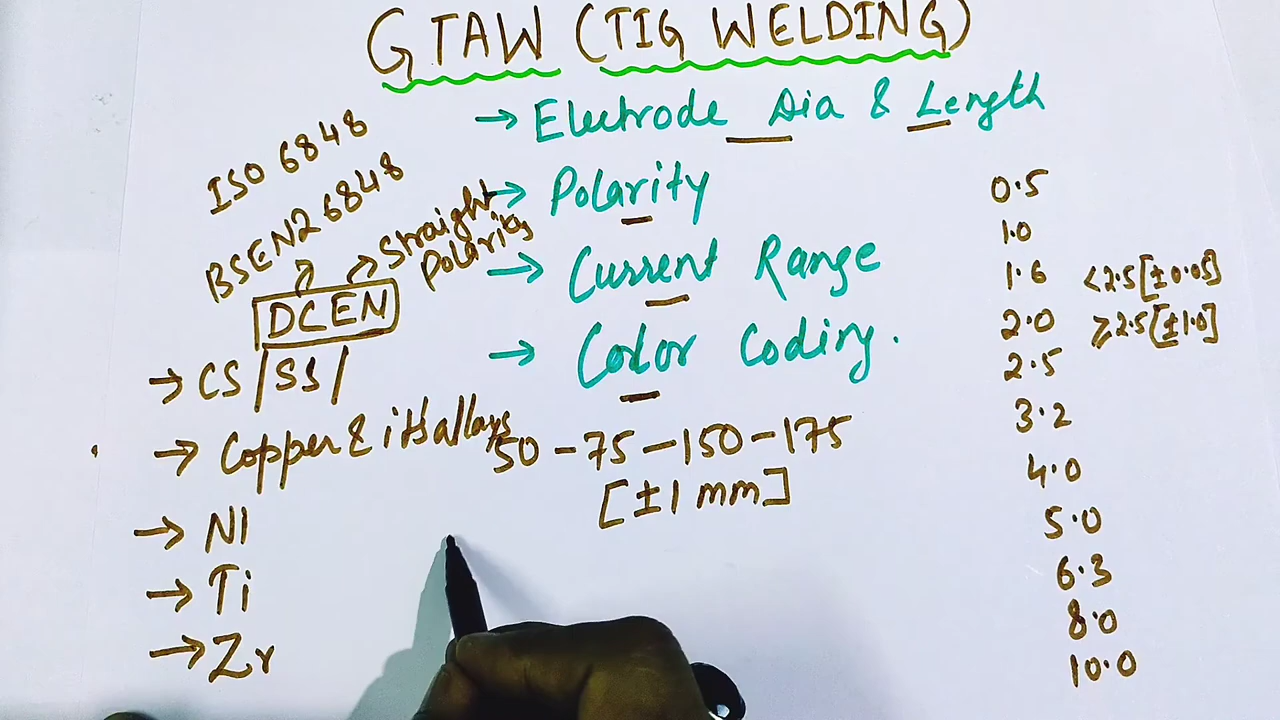 GTAW (TIG WELDING)
→ Electrode Dia & Length
→ Polarity
→ Current Range
→ Color Coding.
ISO 6848
BSEN2 6848
→ Straight Polarity
DCEN
→ CS/SS/
→ Copper & its alloys
→ NI
→ Ti
→ Zr
50 - 75 - 150 - 175
[±1 mm]
0.5
1.0
1.6
2.0
2.5
3.2
4.0
5.0
6.3
8.0
10.0
<2.5[±0.05]
≥2.5[±1.0]